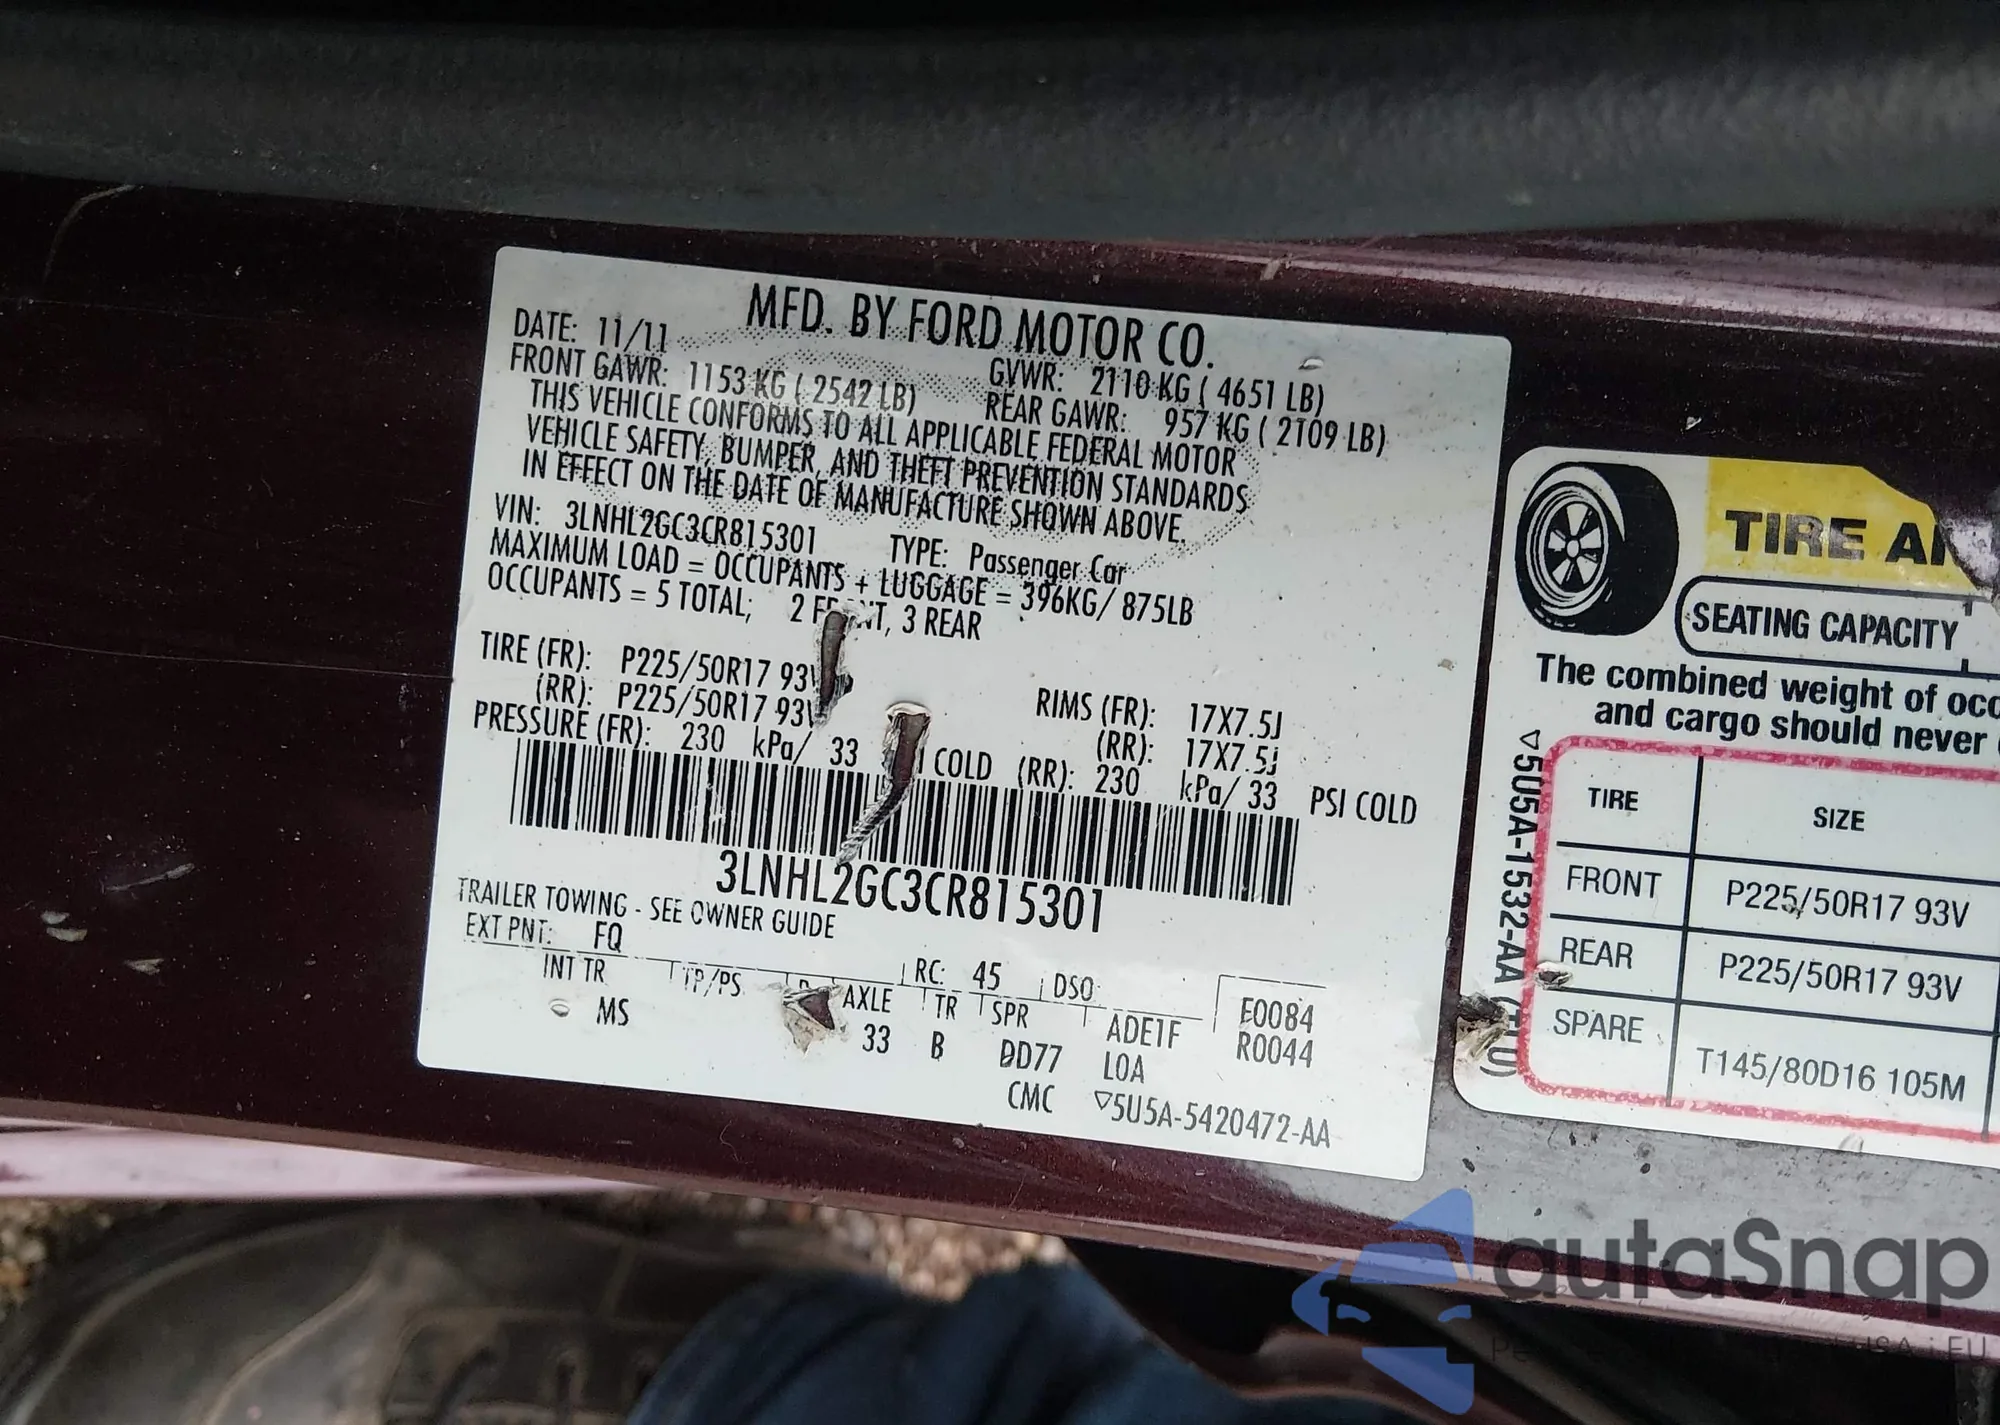 MFD. BY FORD MOTOR CO.
DATE: 11/11
GVWR: 2110 KG ( 4651 LB)
FRONT GAWR: 1153 KG ( 2542 LB)
REAR GAWR: 957 KG ( 2109 LB)
THIS VEHICLE CONFORMS TO ALL APPLICABLE FEDERAL MOTOR
VEHICLE SAFETY, BUMPER, AND THEFT PREVENTION STANDARDS
IN EFFECT ON THE DATE OF MANUFACTURE SHOWN ABOVE.
VIN: 3LNHL2GC3CR815301
TYPE: Passenger Car
MAXIMUM LOAD = OCCUPANTS + LUGGAGE = 396KG/ 875LB
OCCUPANTS = 5 TOTAL; 2 FRONT, 3 REAR
TIRE (FR): P225/50R17 93V
RIMS (FR): 17X7.5J
(RR): P225/50R17 93V
(RR): 17X7.5J
PRESSURE (FR): 230 kPa/ 33 COLD (RR): 230 kPa/ 33 PSI COLD
3LNHL2GC3CR815301
TRAILER TOWING - SEE OWNER GUIDE
EXT PNT: FQ RC: 45 DSO:
INT TR TP/PS AXLE TR SPR ADE1F E0084
MS 33 B DD77 LOA R0044
CMC ▽5U5A-5420472-AA
TIRE
SEATING CAPACITY
The combined weight of
and cargo should never
▽5U5A-1532-AA
TIRE SIZE
FRONT P225/50R17 93V
REAR P225/50R17 93V
SPARE T145/80D16 105M
autaSnap